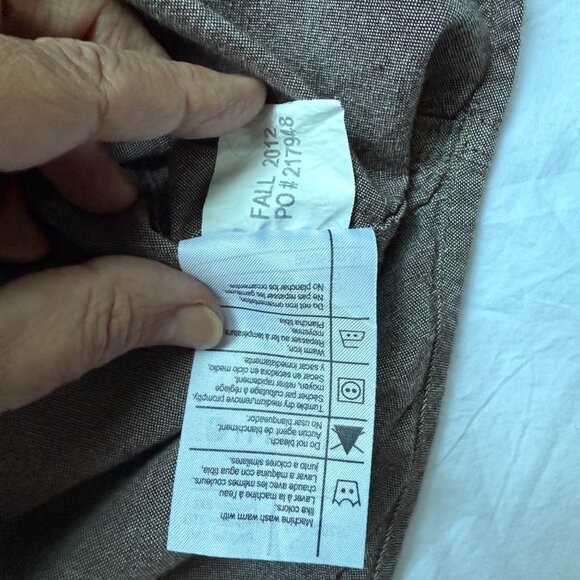 FALL 2012
PO # 217948
Machine wash warm with
like colors.
Laver à la machine à l'eau
chaude avec les mêmes couleurs.
Lavar a máquina con agua tibia.
junto a colores similares.
Do not bleach.
Aucun agent de blanchiment.
No usar blanqueador.
Tumble dry medium/remove promptly.
Sécher par culbutage à réglage
moyen, retirer rapidement.
Secar en secadora en ciclo medio,
y sacar inmediatamente.
Warm iron.
Repasser au fer à température
moyenne.
Plancha tibia.
Do not iron ornamentation.
Ne pas repasser les garnitures.
No planchar los ornamentos.